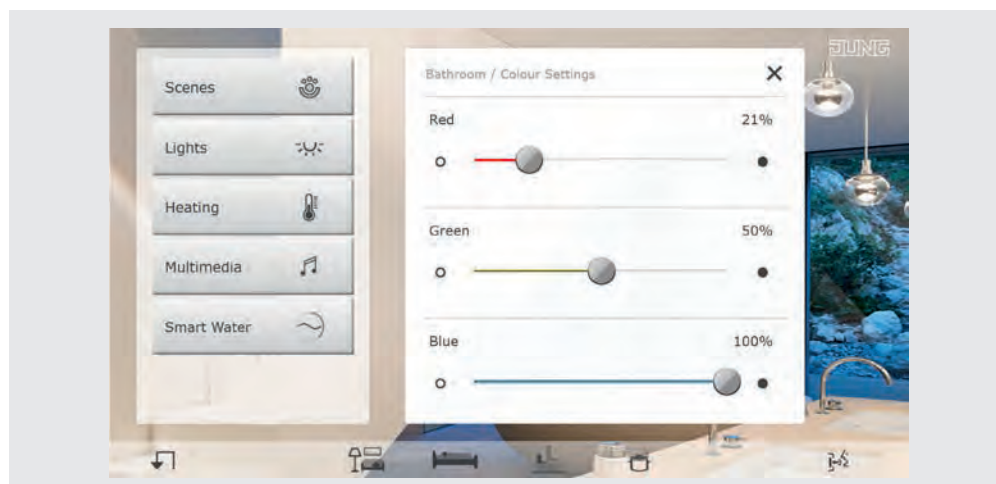 JUNG
Scenes
Lights
Heating
Multimedia
Smart Water
Bathroom / Colour Settings
Red 21%
Green 50%
Blue 100%